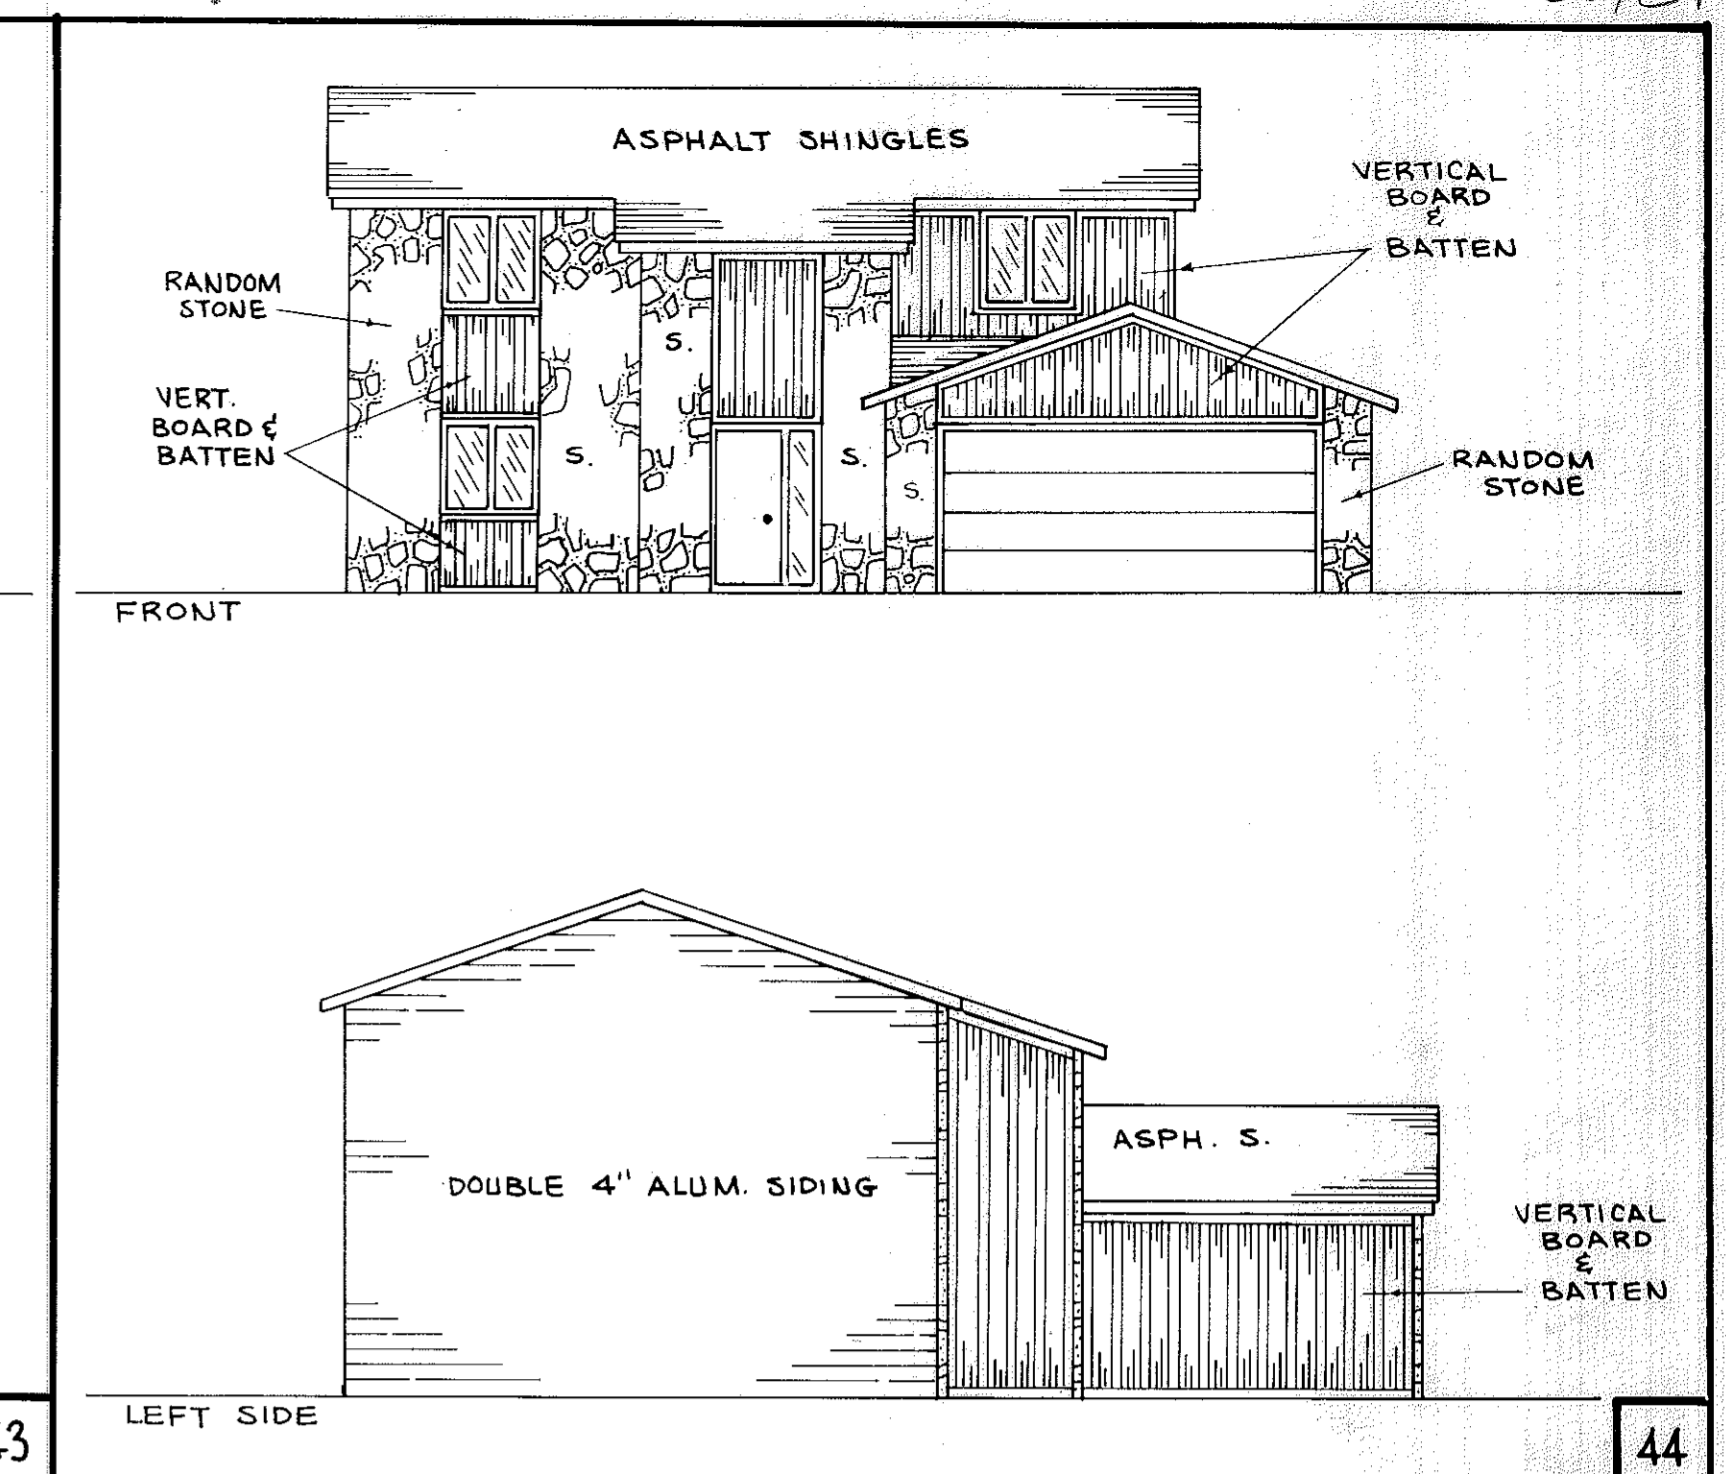 ASPHALT SHINGLES
VERTICAL
BOARD
&
BATTEN
RANDOM
STONE
S.
VERT.
BOARD &
BATTEN
S.
S.
S.
RANDOM
STONE
FRONT
ASPH. S.
DOUBLE 4" ALUM. SIDING
VERTICAL
BOARD
&
BATTEN
LEFT SIDE
44